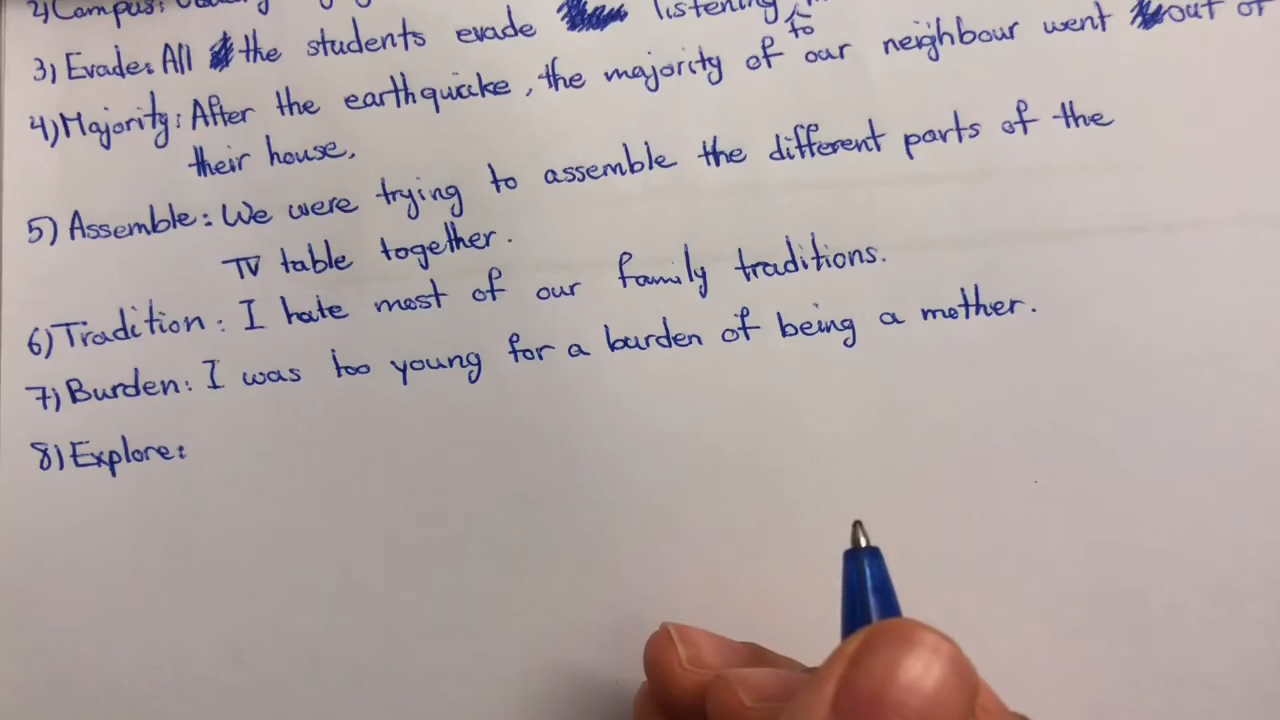 2) Campus:
3) Evade: All the students evade listening to
4) Majority: After the earthquake, the majority of our neighbour went out of
their house.
5) Assemble: We were trying to assemble the different parts of the
TV table together.
6) Tradition: I hate most of our family traditions.
7) Burden: I was too young for a burden of being a mother.
8) Explore: